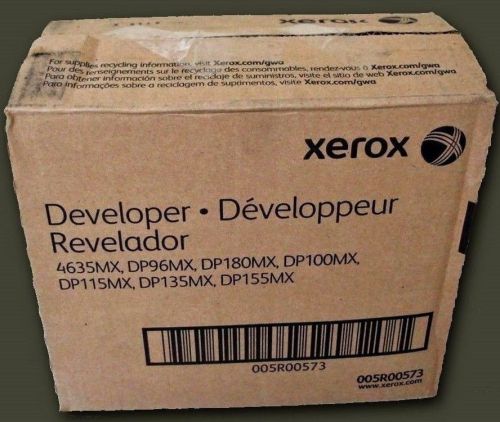 For supplies recycling information, visit Xerox.com/gwa
Pour des renseignements sur le recyclage des consommables, rendez-vous à Xerox.com/gwa
Para obtener información sobre el reciclaje de suministros, visite el sitio de web Xerox.com/gwa
Para informações sobre a reciclagem de suprimentos, visite Xerox.com/gwa
xerox
Developer • Développeur
Revelador
4635MX, DP96MX, DP180MX, DP100MX,
DP115MX, DP135MX, DP155MX
005R00573
005R00573
www.xerox.com